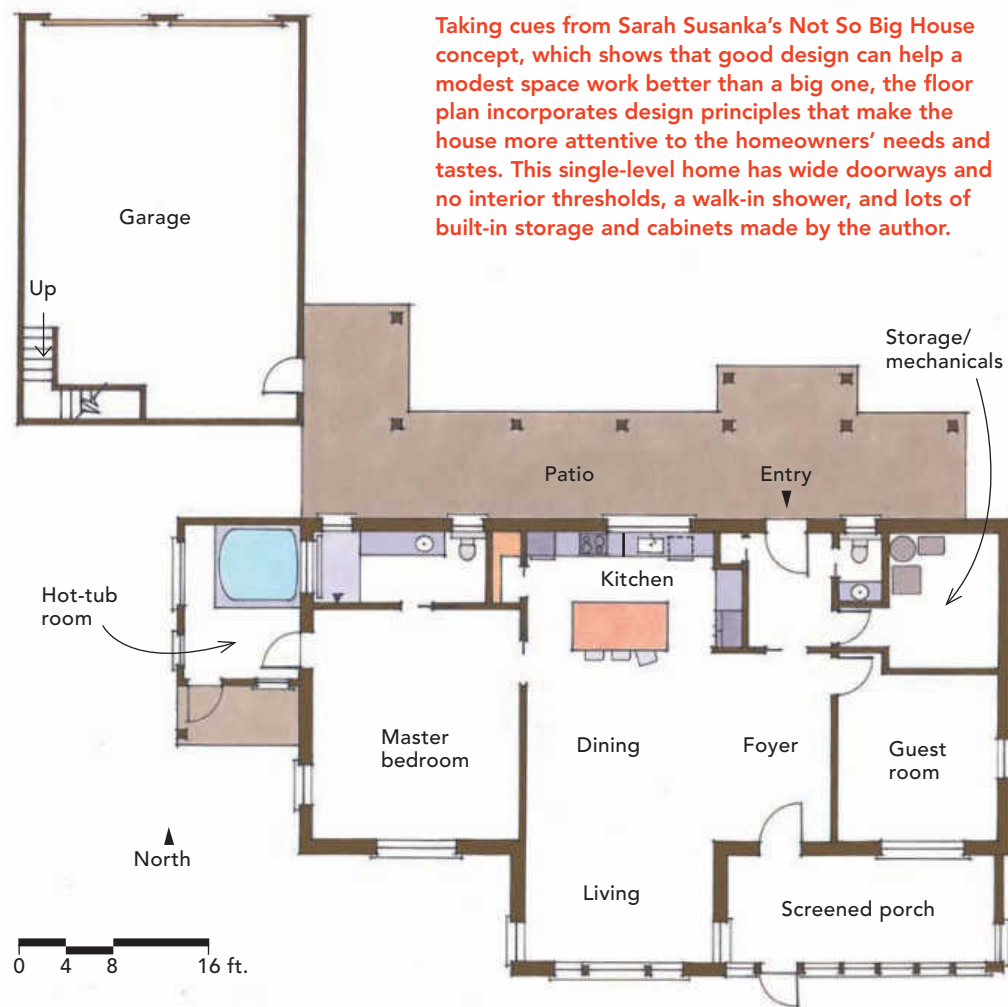 Taking cues from Sarah Susanka’s Not So Big House
concept, which shows that good design can help a
modest space work better than a big one, the floor
plan incorporates design principles that make the
house more attentive to the homeowners’ needs and
tastes. This single-level home has wide doorways and
no interior thresholds, a walk-in shower, and lots of
built-in storage and cabinets made by the author.
Garage
Up
Storage/
mechanicals
Patio
Entry
Kitchen
Hot-tub
room
Master
bedroom
Dining
Foyer
Guest
room
North
Living
Screened porch
0 4 8 16 ft.